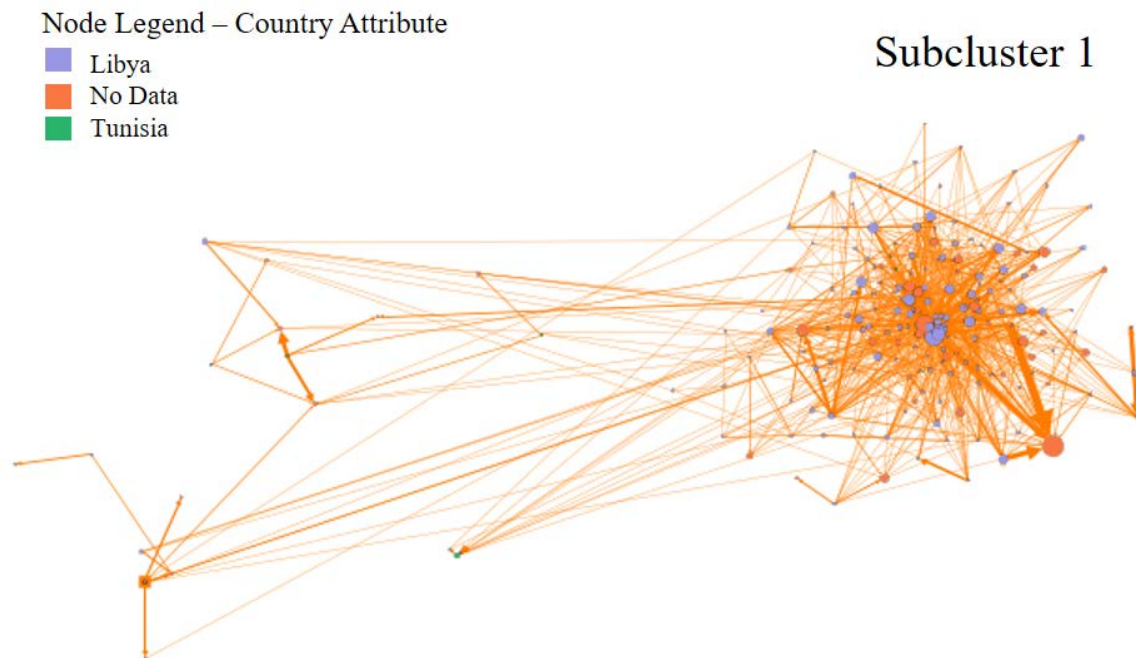 Node Legend – Country Attribute
Libya
No Data
Tunisia
Subcluster 1